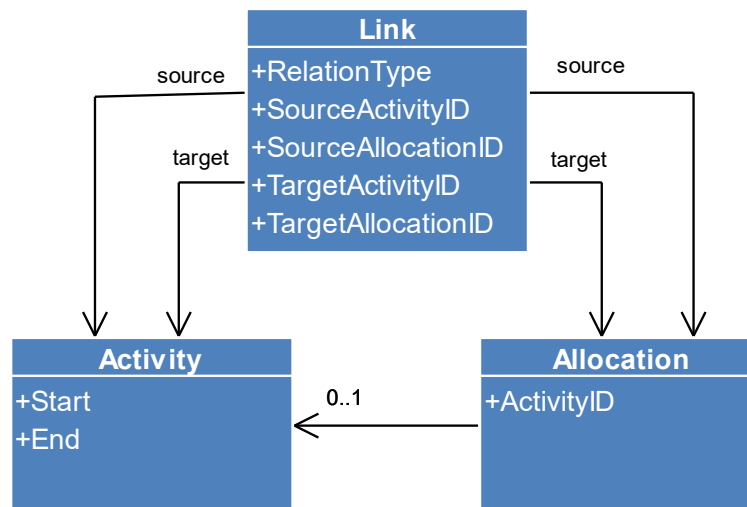 Link
source
source
+RelationType
+SourceActivityID
+SourceAllocationID
target
target
+TargetActivityID
+TargetAllocationID
Activity
+Start
+End
0..1
Allocation
+ActivityID